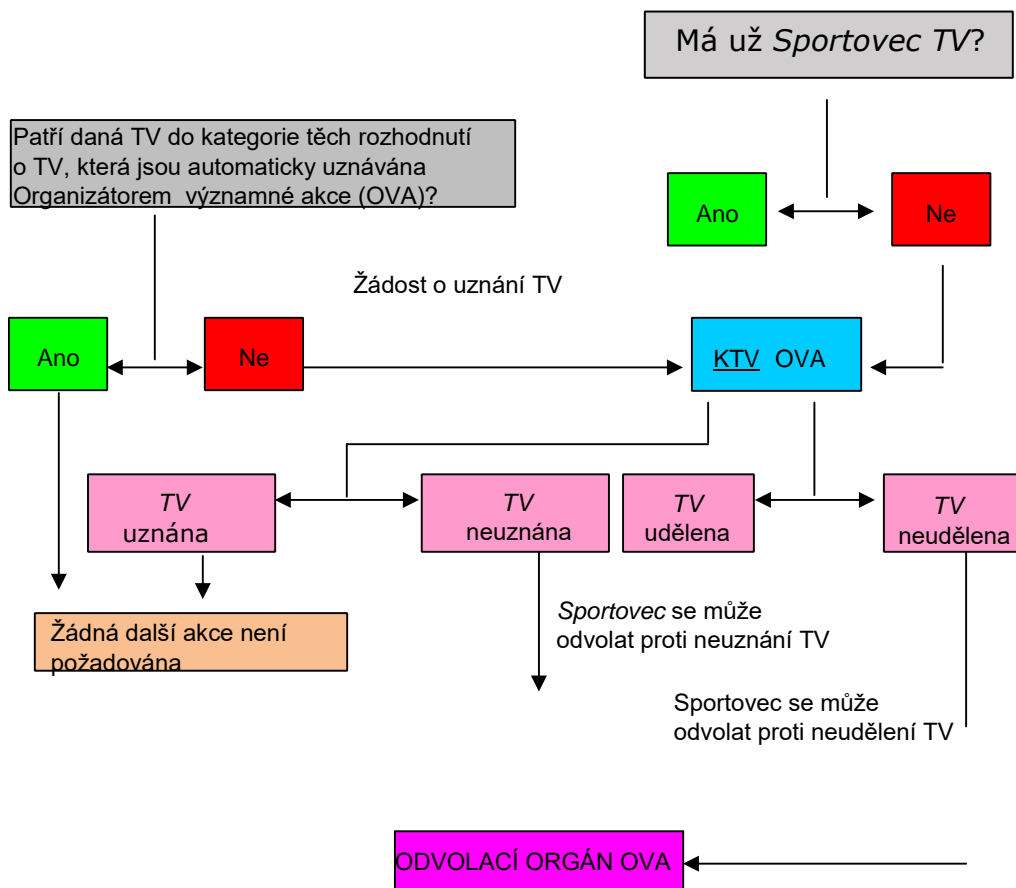 Má už Sportovec TV?
Patří daná TV do kategorie těch rozhodnutí
o TV, která jsou automaticky uznávána
Organizátorem významné akce (OVA)?
Ano
Ne
Žádost o uznání TV
Ano
Ne
KTV OVA
TV
uznána
TV
neuznána
TV
udělena
TV
neudělena
Žádná další akce není
požadována
Sportovec se může
odvolat proti neuznání TV
Sportovec se může
odvolat proti neudělení TV
ODVOLACÍ ORGÁN OVA